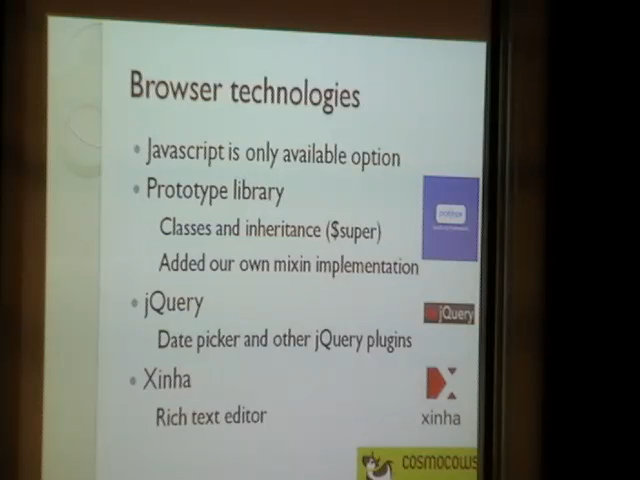 Browser technologies
• Javascript is only available option
• Prototype library
Classes and inheritance ($super)
Added our own mixin implementation
• jQuery
jQuery
Date picker and other jQuery plugins
• Xinha
xinha
Rich text editor
cosmocows